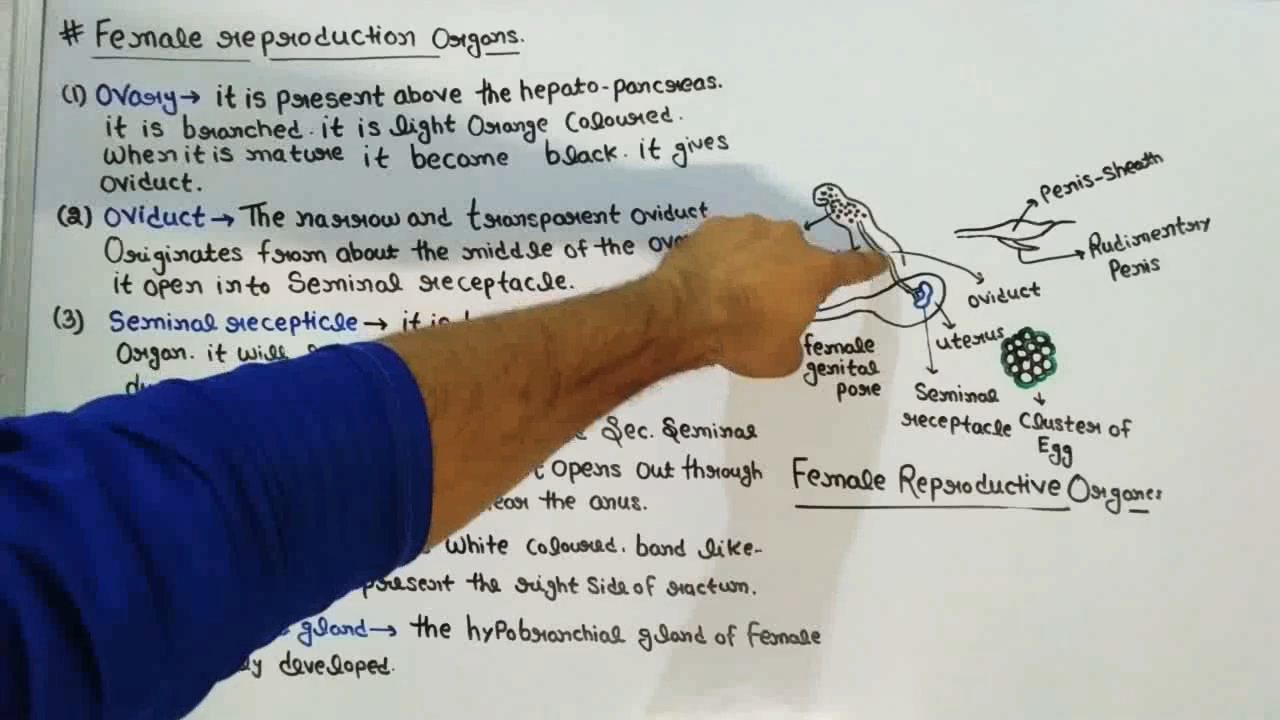 # Female reproduction Organs.
(1) Ovary→ it is present above the hepato-pancreas.
it is branched. it is light Orange Coloured.
When it is mature it become black. it gives
oviduct.
(2) Oviduct → The narrow and transparent oviduct
Originates from about the middle of the
it open into Seminal receptacle.
(3) Seminal recepticle → it is
Organ. it will
Sec. Seminal
Opens out through
the anus.
White Coloured. band like-
present the right Side of ractum.
gland → the hypobranchial gland of female
developed.
Penis-sheath
Rudimentry
Penis
oviduct
uterus
female
genital
pore
Seminal
receptacle
Cluster of
Egg
Female Reproductive Organes